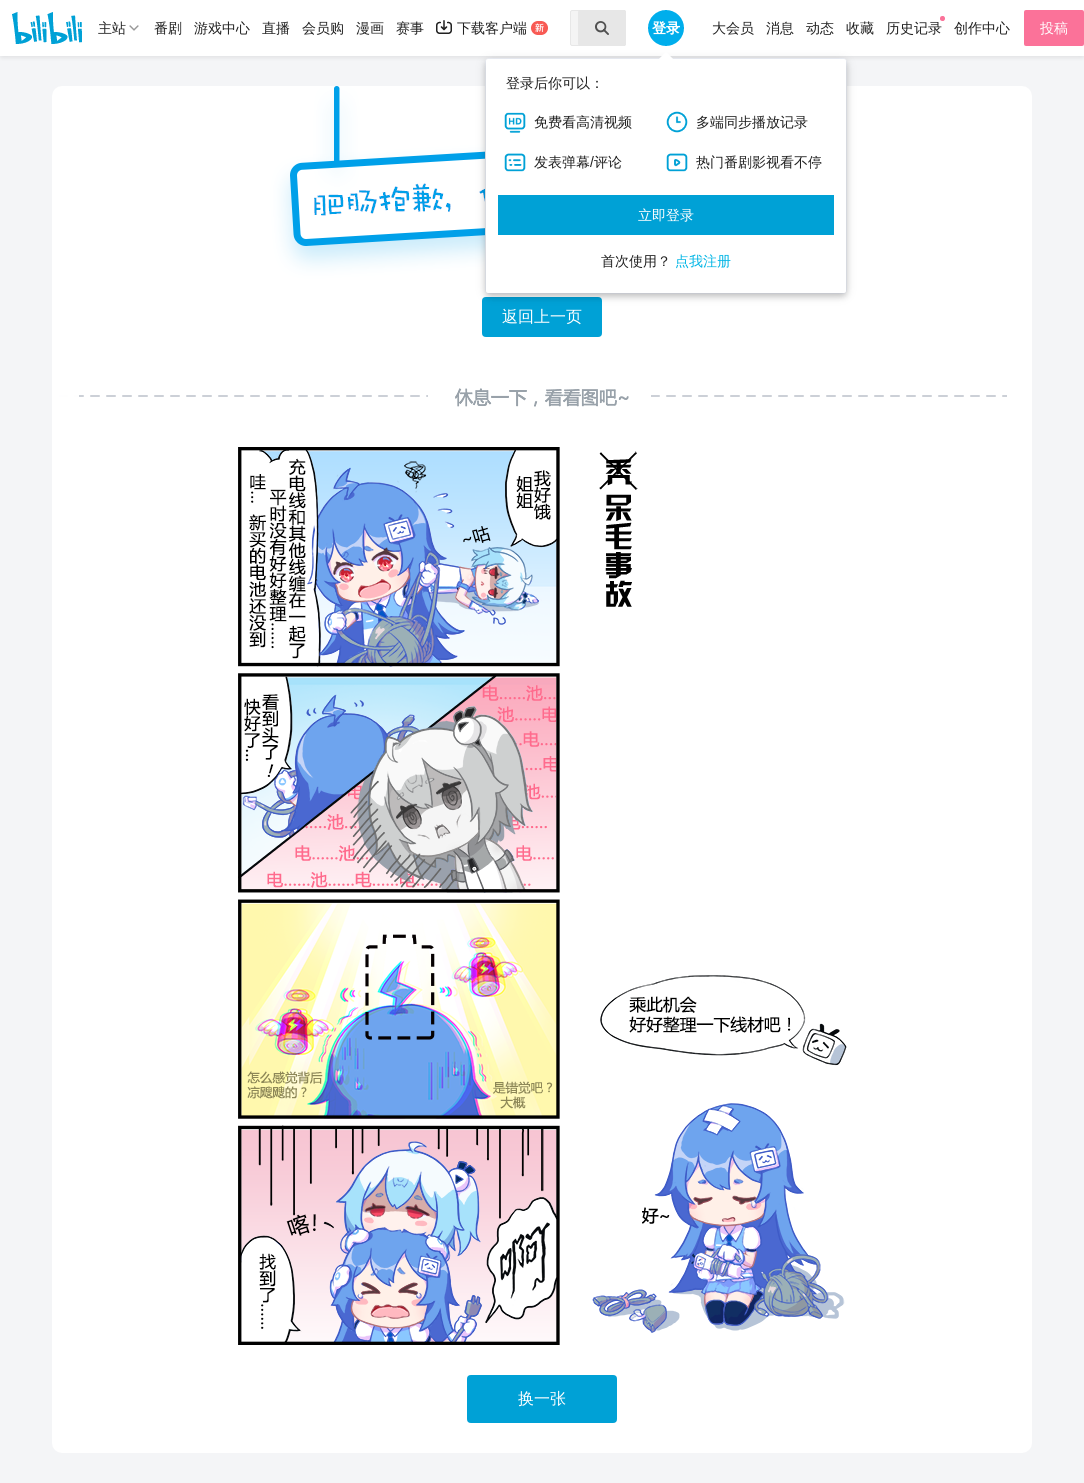 bilibili 主站 番剧 游戏中心 直播 会员购 漫画 赛事 下载客户端 新 登录 大会员 消息 动态 收藏 历史记录 创作中心 投稿
登录后你可以：
HD 免费看高清视频 多端同步播放记录
发表弹幕/评论 热门番剧影视看不停
立即登录
首次使用？ 点我注册
肥肠抱歉，
返回上一页
休息一下，看看图吧~
我好饿
姐姐
~咕
充电线和其他线缠在一起了
平时没有好好整理……
哇… 新买的电池还没到
秃
呆毛事故
看到头了！
快好了…
电……池…
池……电
电…
电
池…
电
池…
电……池…
电……
电……池……电……池……
怎么感觉背后
凉飕飕的？
是错觉吧？
大概
喀！
找到了……
啊
乘此机会
好好整理一下线材吧！
好~
换一张